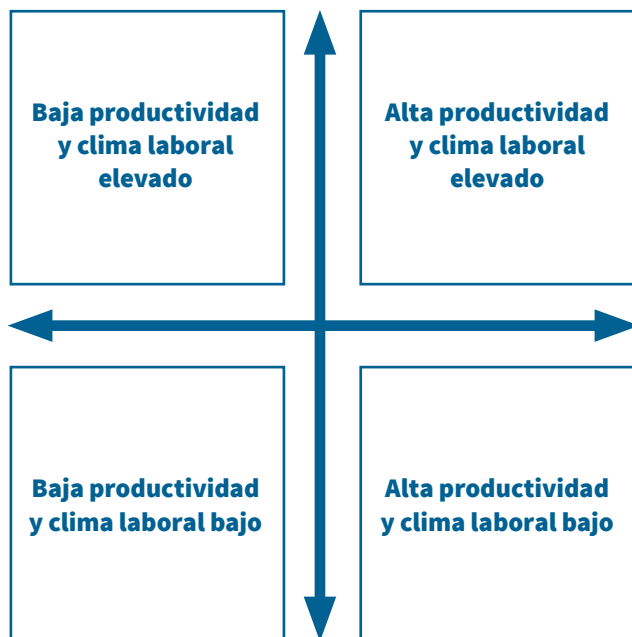 Baja productividad
y clima laboral
elevado
Alta productividad
y clima laboral
elevado
Baja productividad
y clima laboral bajo
Alta productividad
y clima laboral bajo